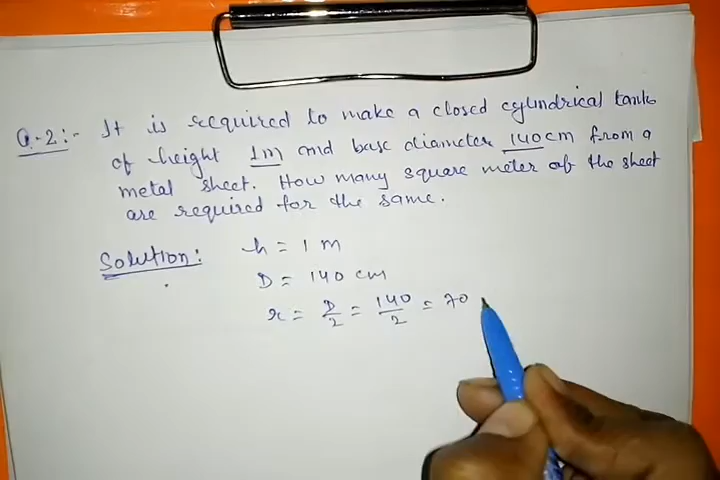 Q.2:- It is required to make a closed cylindrical tank
of height 1m and base diameter 140cm from a
metal sheet. How many square meter of the sheet
are required for the same.
Solution: h = 1 m
D = 140 cm
r = D/2 = 140/2 = 70